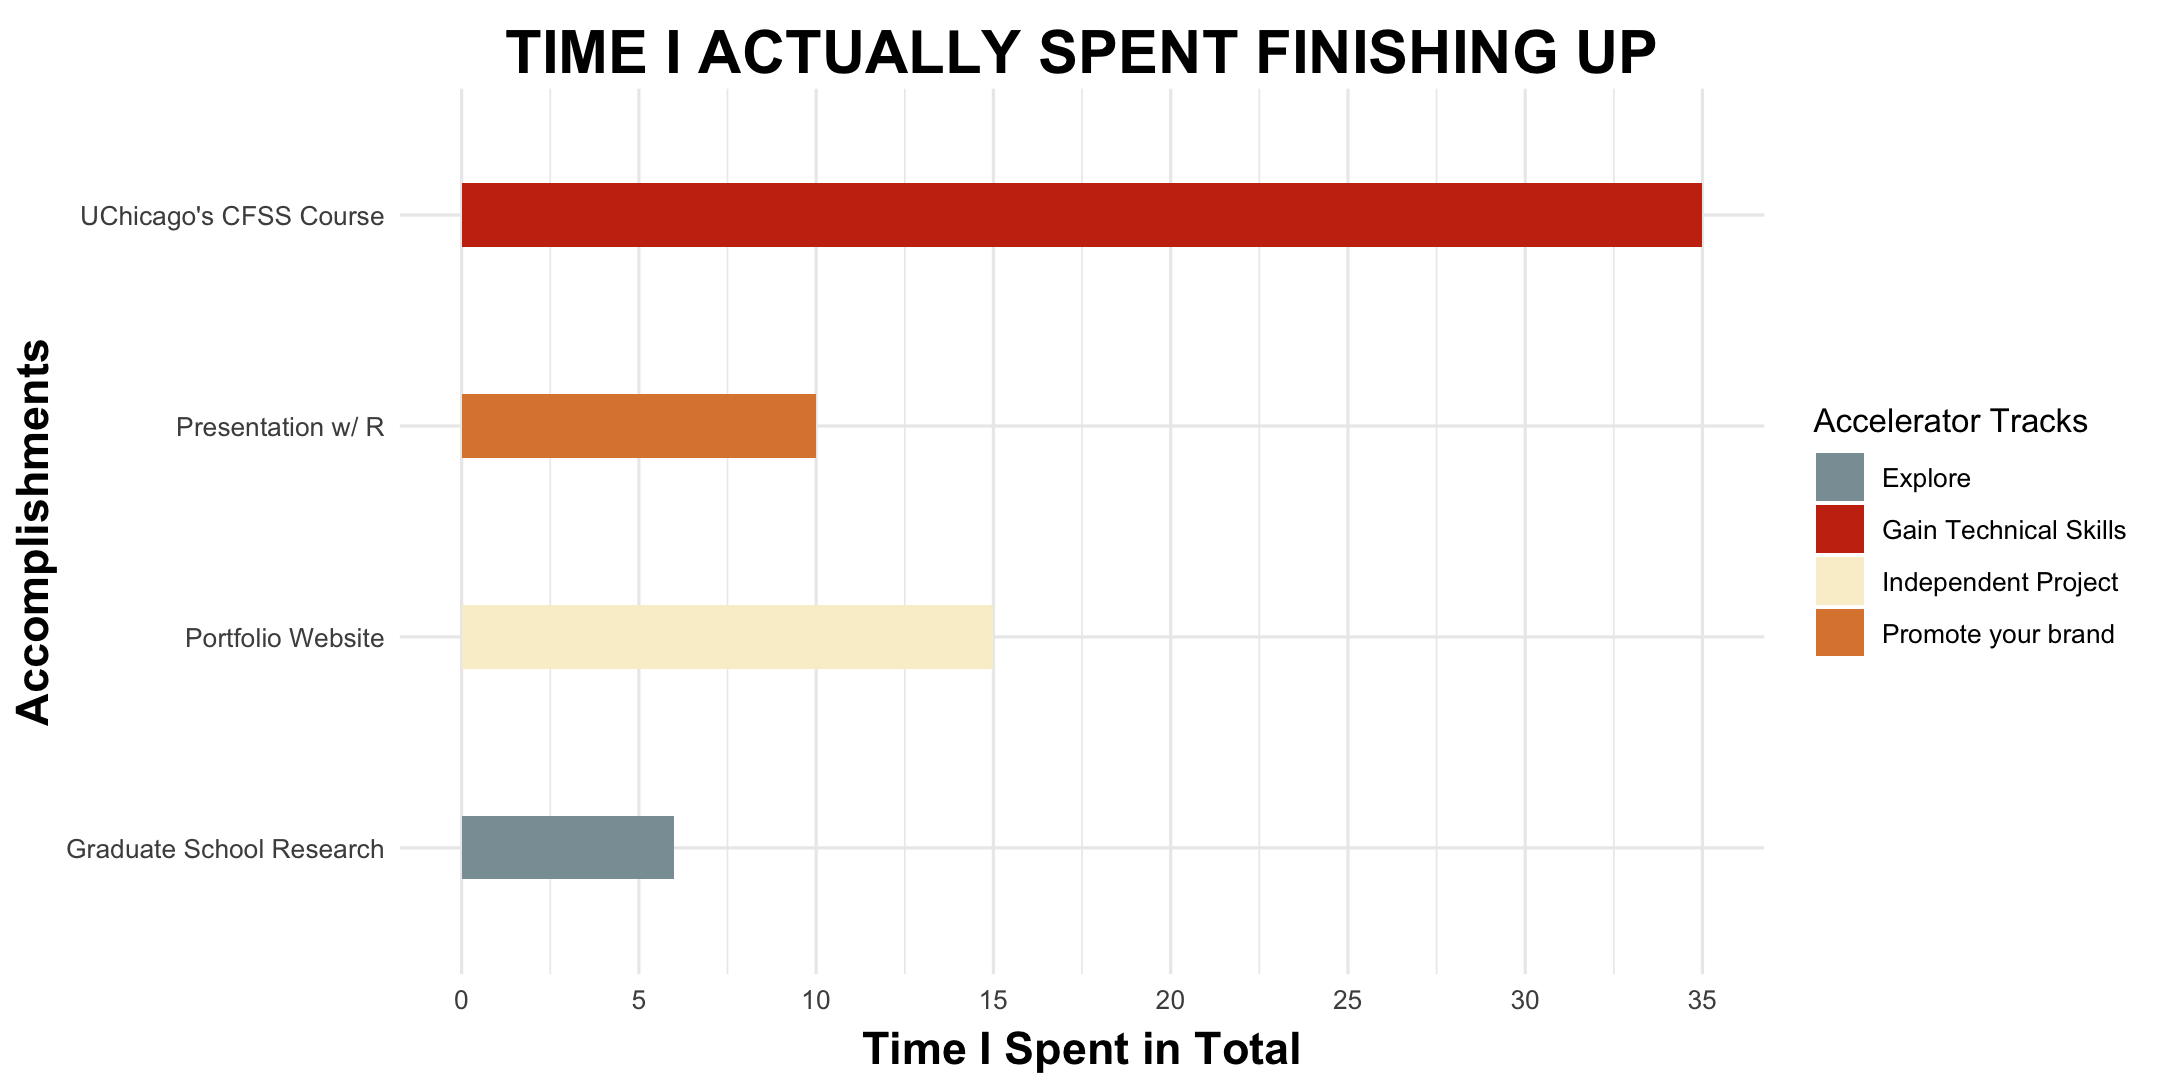 TIME I ACTUALLY SPENT FINISHING UP
Accomplishments
UChicago's CFSS Course
Presentation w/ R
Portfolio Website
Graduate School Research
0 5 10 15 20 25 30 35
Time I Spent in Total
Accelerator Tracks
Explore
Gain Technical Skills
Independent Project
Promote your brand